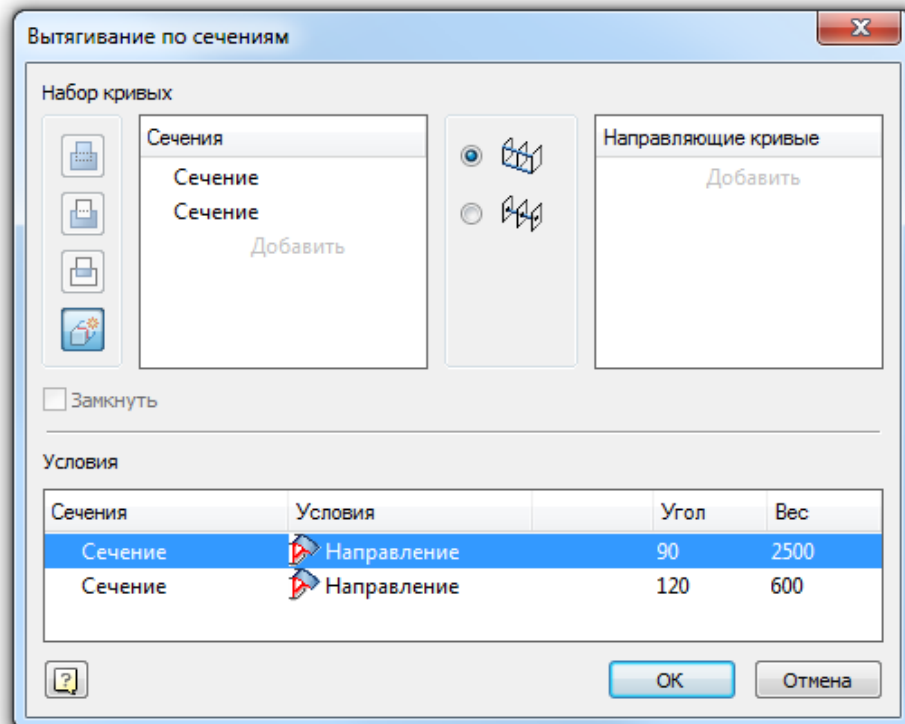 Вытягивание по сечениям
Набор кривых
Сечения
Сечение
Сечение
Добавить
Направляющие кривые
Добавить
Замкнуть
Условия
Сечения Условия Угол Вес
Сечение Направление 90 2500
Сечение Направление 120 600
? ОК Отмена